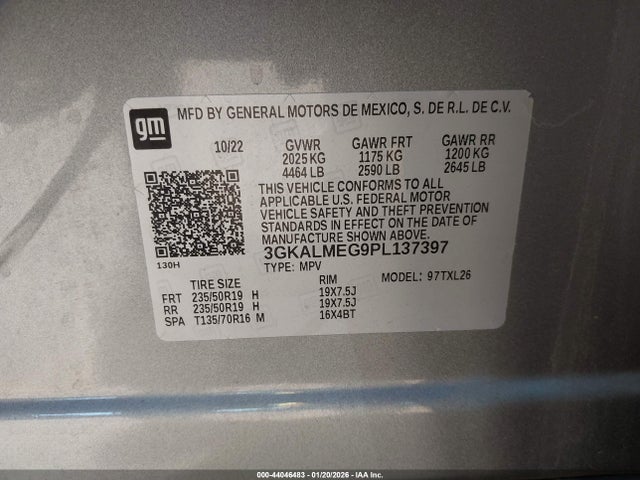 gm
MFD BY GENERAL MOTORS DE MEXICO, S. DE R.L. DE C.V.
10/22 GVWR GAWR FRT GAWR RR
2025 KG 1175 KG 1200 KG
4464 LB 2590 LB 2645 LB
THIS VEHICLE CONFORMS TO ALL
APPLICABLE U.S. FEDERAL MOTOR
VEHICLE SAFETY AND THEFT PREVENTION
STANDARDS IN EFFECT ON THE DATE OF
MANUFACTURE SHOWN ABOVE.
130H 3GKALMEG9PL137397
TYPE: MPV MODEL: 97TXL26
TIRE SIZE RIM
FRT 235/50R19 H 19X7.5J
RR 235/50R19 H 19X7.5J
SPA T135/70R16 M 16X4BT
000-44046483 - 01/20/2026 - IAA Inc.